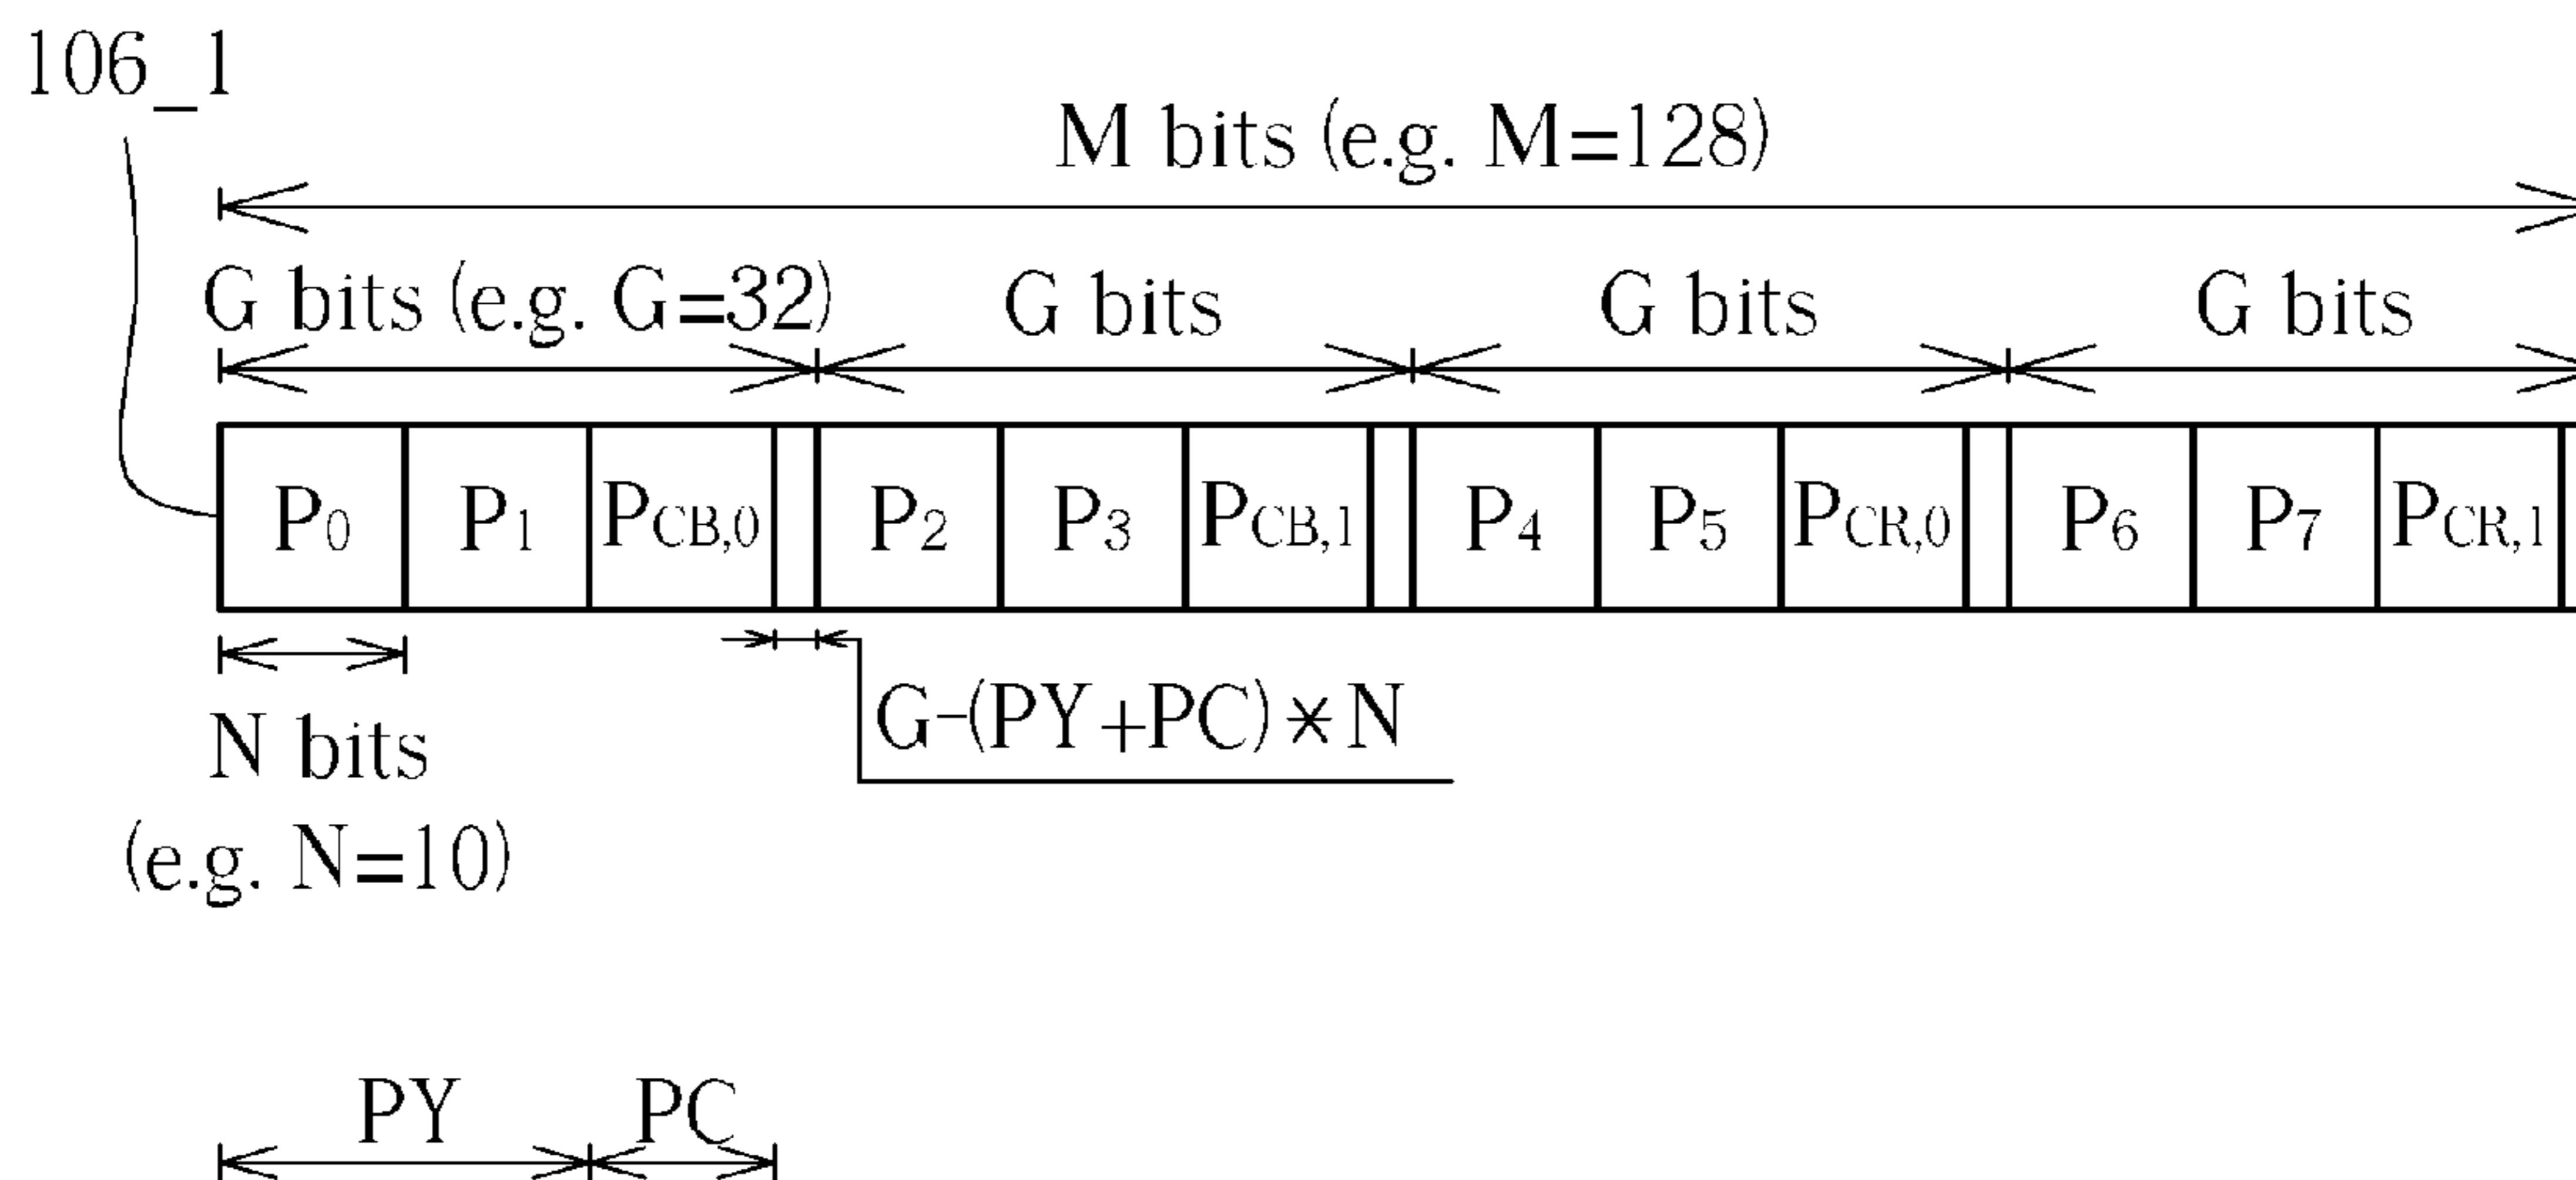 106_1
M bits (e.g. M=128)
G bits (e.g. G=32) G bits G bits G bits
P0 P1 PCB,0 P2 P3 PCB,1 P4 P5 PCR,0 P6 P7 PCR,1
G-(PY+PC)*N
N bits
(e.g. N=10)
PY PC